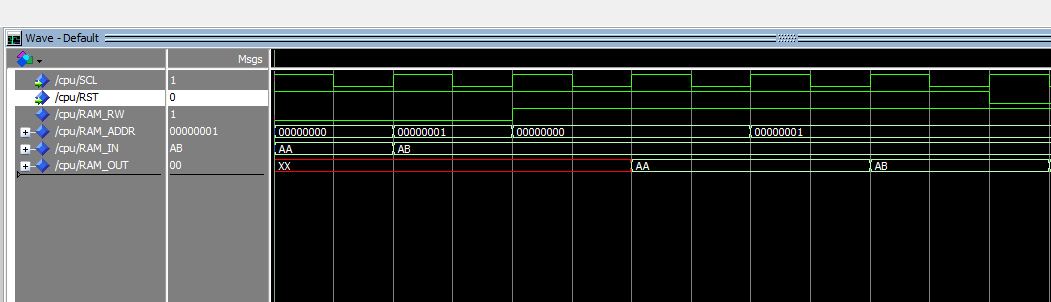 Wave - Default
Msgs
/cpu/SCL 1
/cpu/RST 0
/cpu/RAM_RW 1
/cpu/RAM_ADDR 00000001 00000000 00000001 00000000 00000001
/cpu/RAM_IN AB AA AB
/cpu/RAM_OUT 00 XX AA AB